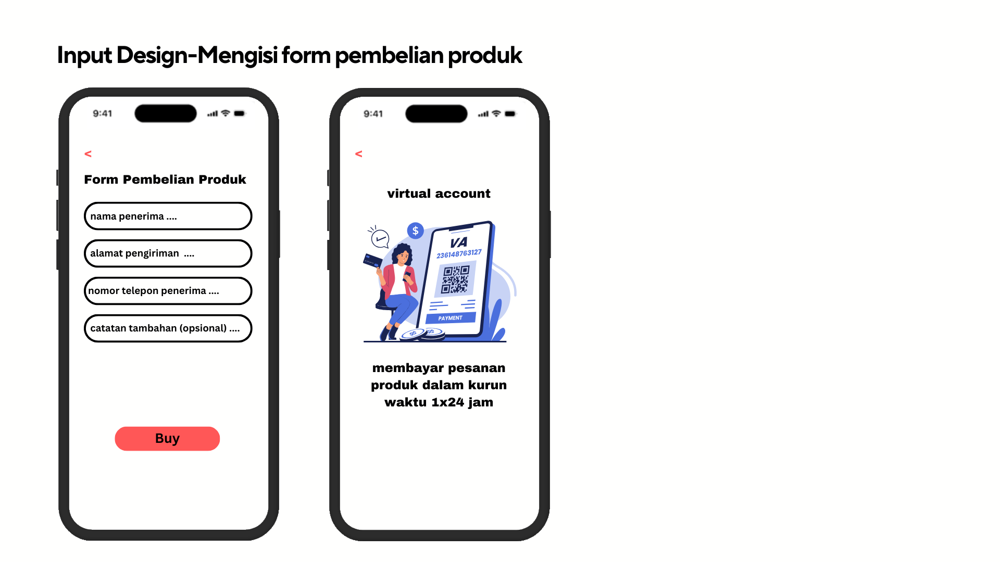 Input Design-Mengisi form pembelian produk
9:41
<
Form Pembelian Produk
nama penerima ....
alamat pengiriman  ....
nomor telepon penerima ....
catatan tambahan (opsional) ....
Buy
9:41
<
virtual account
$
VA
236148763127
PAYMENT
$ $
membayar pesanan
produk dalam kurun
waktu 1x24 jam